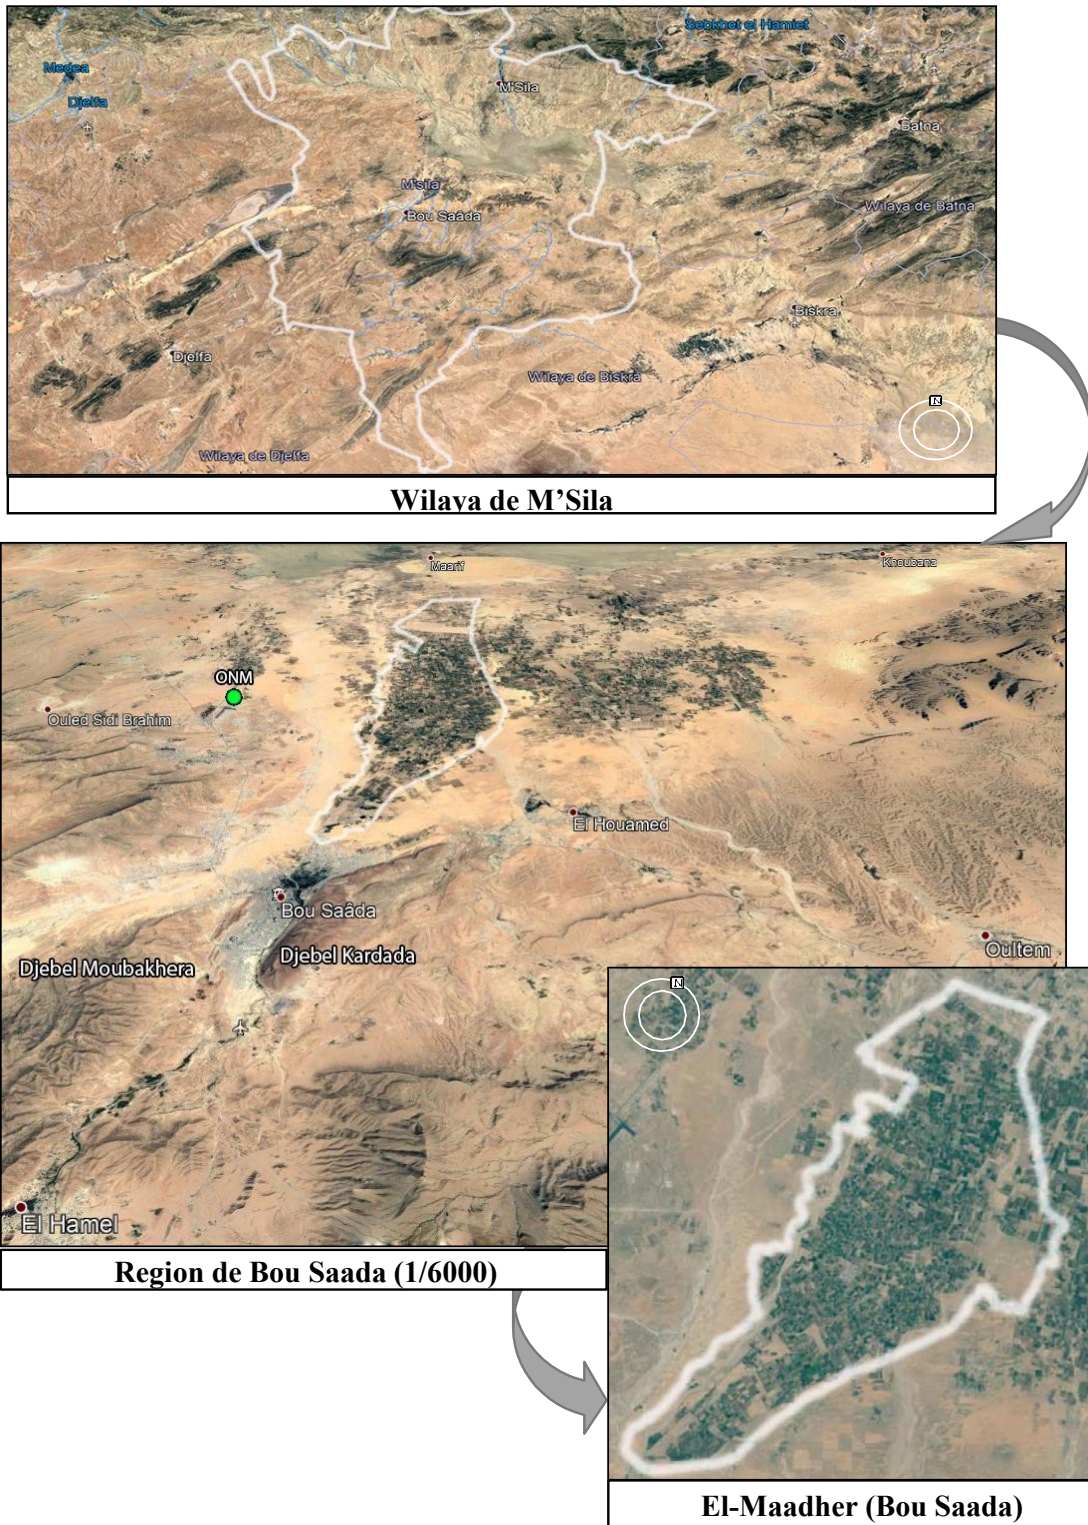 Sebkhet el Hamiet
Medea
M'Sila
Djelfa
Batna
M'sila
Wilaya de Batna
Bou Saâda
Biskra
Djelfa
Wilaya de Biskra
N
Wilaya de Djelfa
Wilaya de M’Sila
Maarif
Khoubana
ONM
Ouled Sidi Brahim
El Houamed
Bou Saâda
Oultem
Djebel Kardada
Djebel Moubakhera
N
El Hamel
Region de Bou Saada (1/6000)
El-Maadher (Bou Saada)